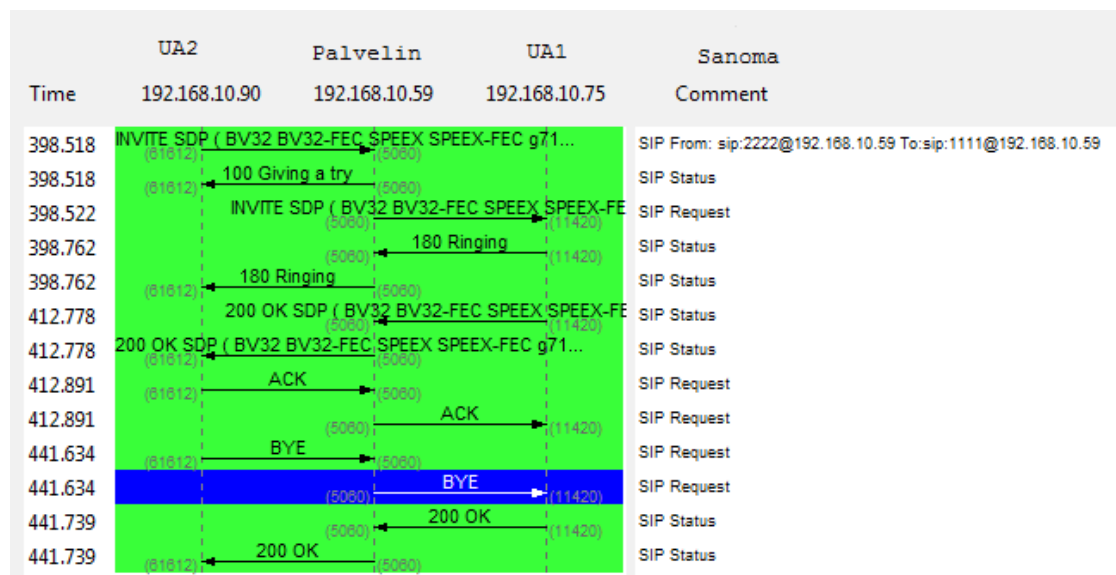 UA2 Palvelin UA1 Sanoma
Time 192.168.10.90 192.168.10.59 192.168.10.75 Comment
398.518 INVITE SDP ( BV32 BV32-FEC SPEEX SPEEX-FEC g71... (61612) (5060) SIP From: sip:2222@192.168.10.59 To:sip:1111@192.168.10.59
398.518 100 Giving a try (61612) (5060) SIP Status
398.522 INVITE SDP ( BV32 BV32-FEC SPEEX SPEEX-FE (5060) (11420) SIP Request
398.762 180 Ringing (5060) (11420) SIP Status
398.762 180 Ringing (61612) (5060) SIP Status
412.778 200 OK SDP ( BV32 BV32-FEC SPEEX SPEEX-FE (5060) (11420) SIP Status
412.778 200 OK SDP ( BV32 BV32-FEC SPEEX SPEEX-FEC g71... (61612) (5060) SIP Status
412.891 ACK (61612) (5060) SIP Request
412.891 ACK (5060) (11420) SIP Request
441.634 BYE (61612) (5060) SIP Request
441.634 BYE (5060) (11420) SIP Request
441.739 200 OK (5060) (11420) SIP Status
441.739 200 OK (61612) (5060) SIP Status